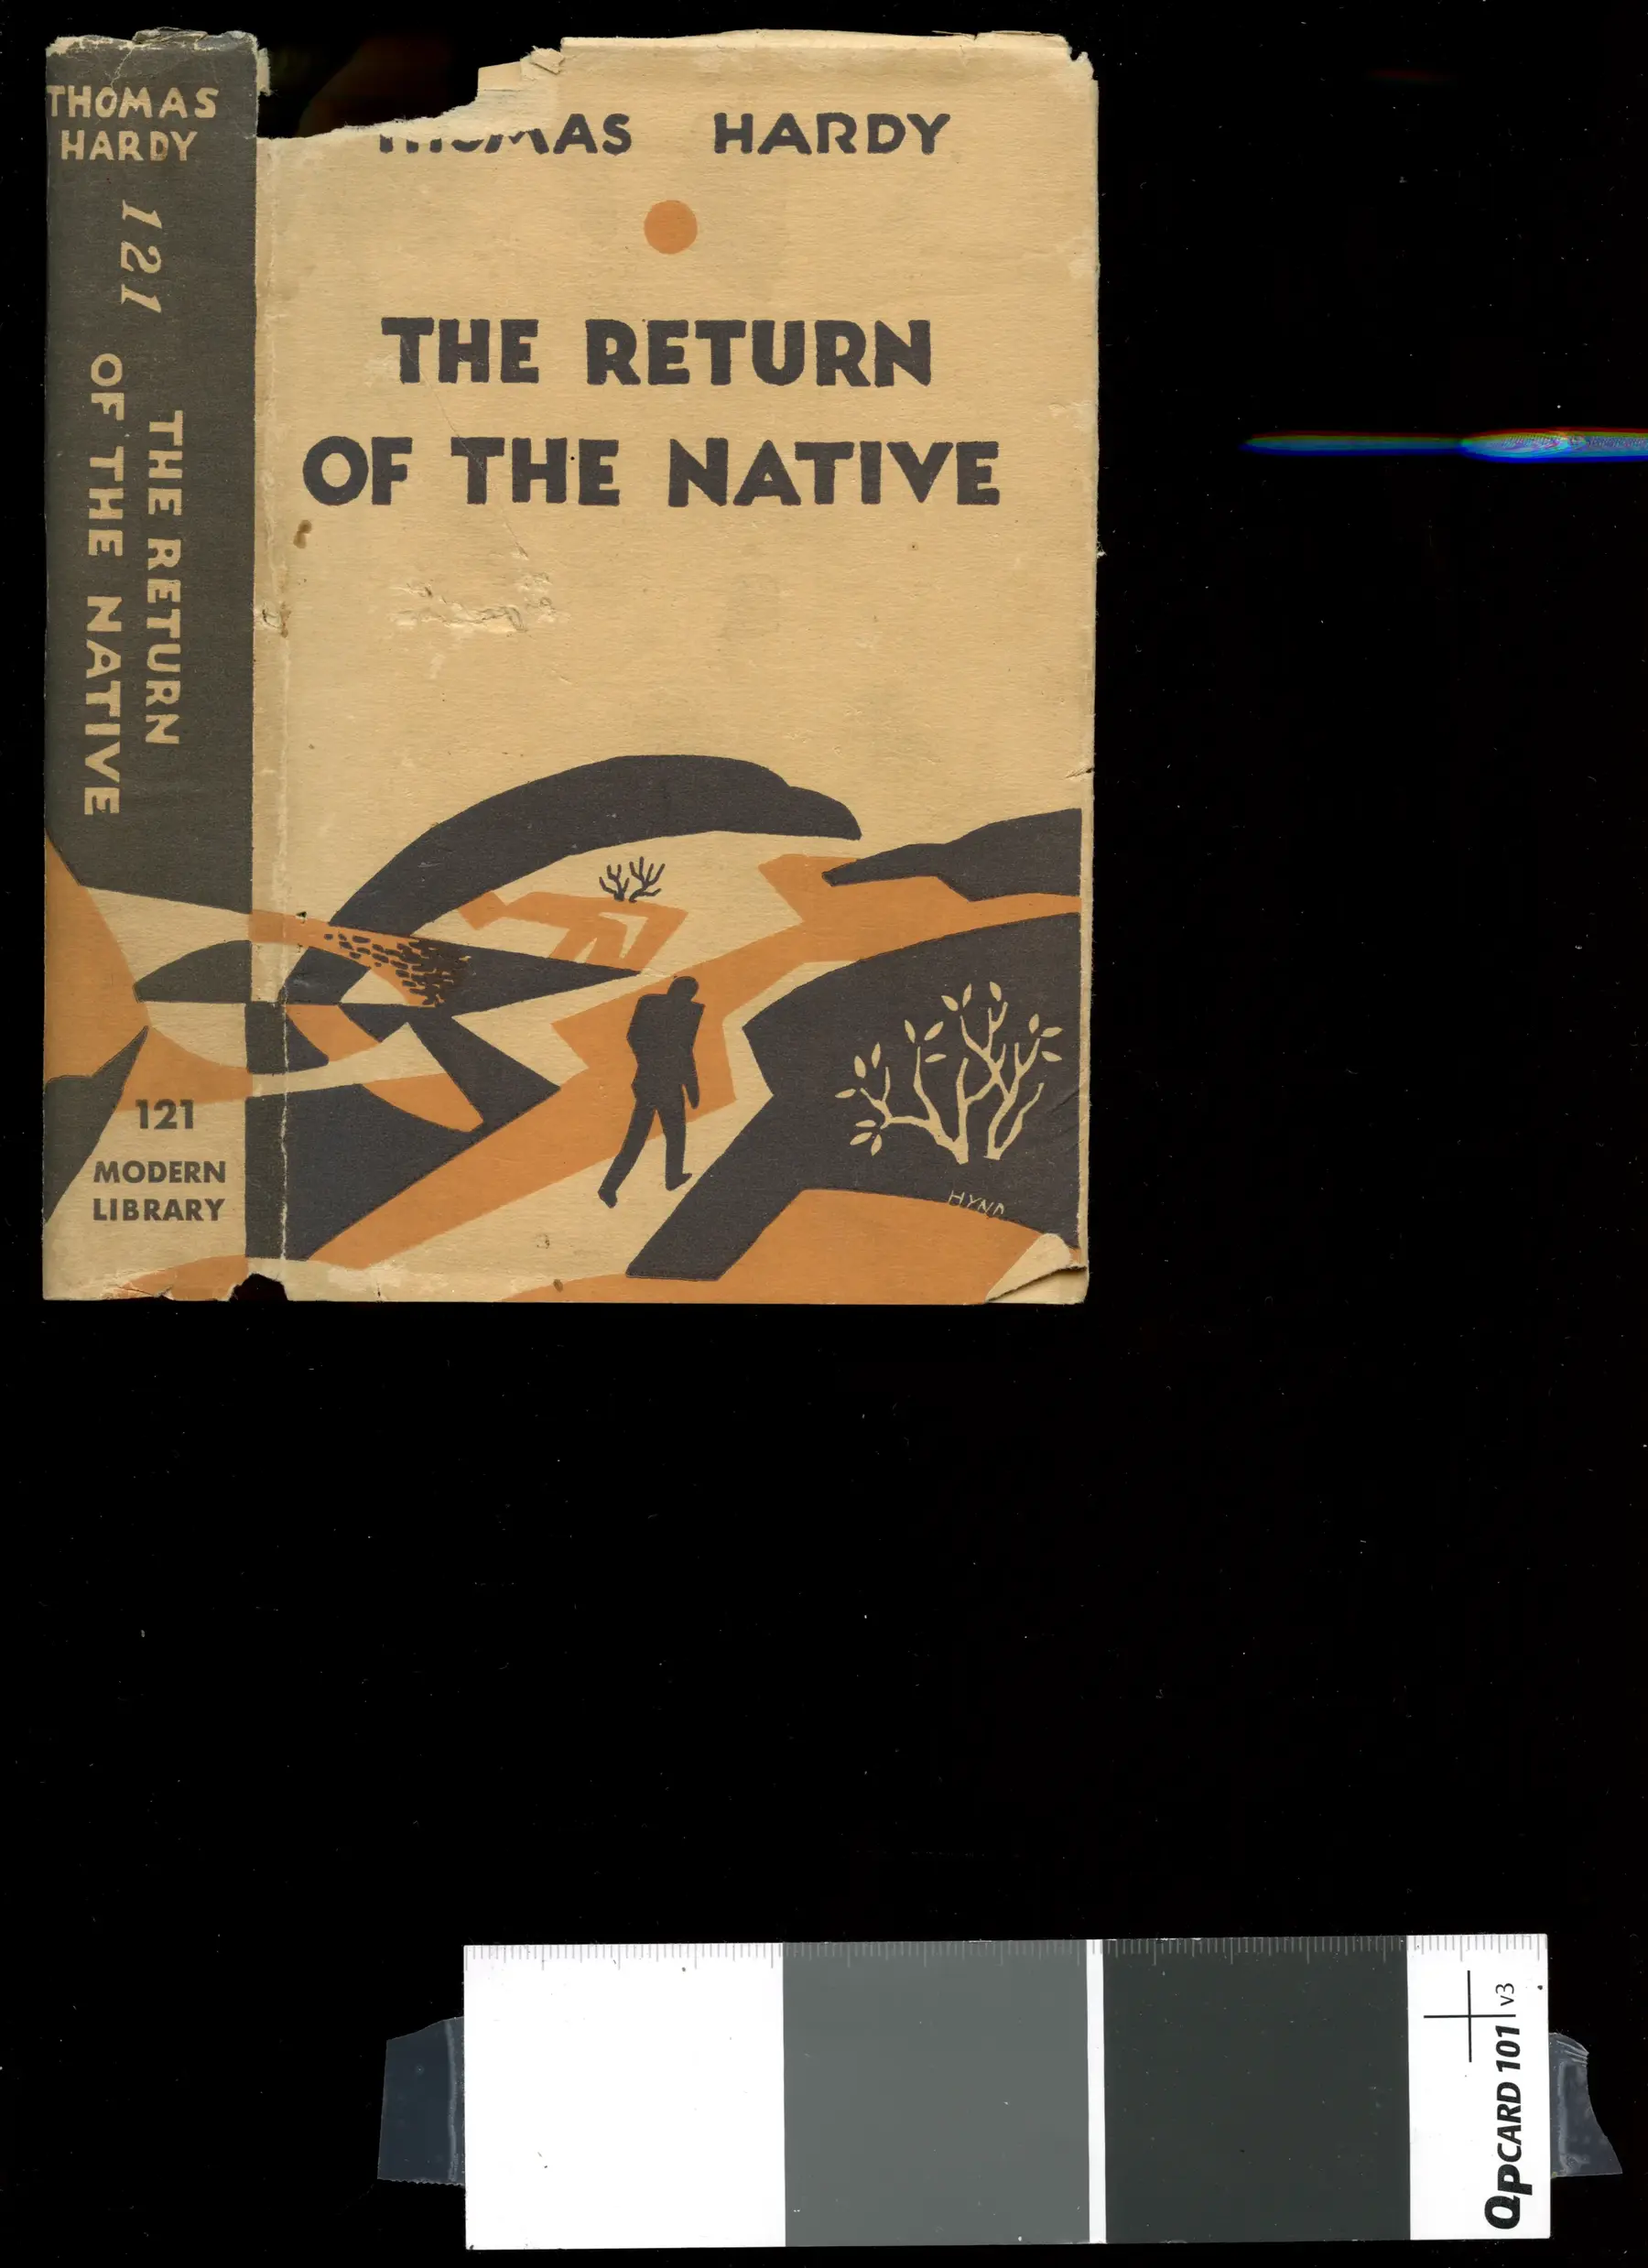 THOMAS
HARDY
121
THE RETURN
OF THE NATIVE
121
MODERN
LIBRARY
THOMAS HARDY
THE RETURN
OF THE NATIVE
QPCARD 101 v3